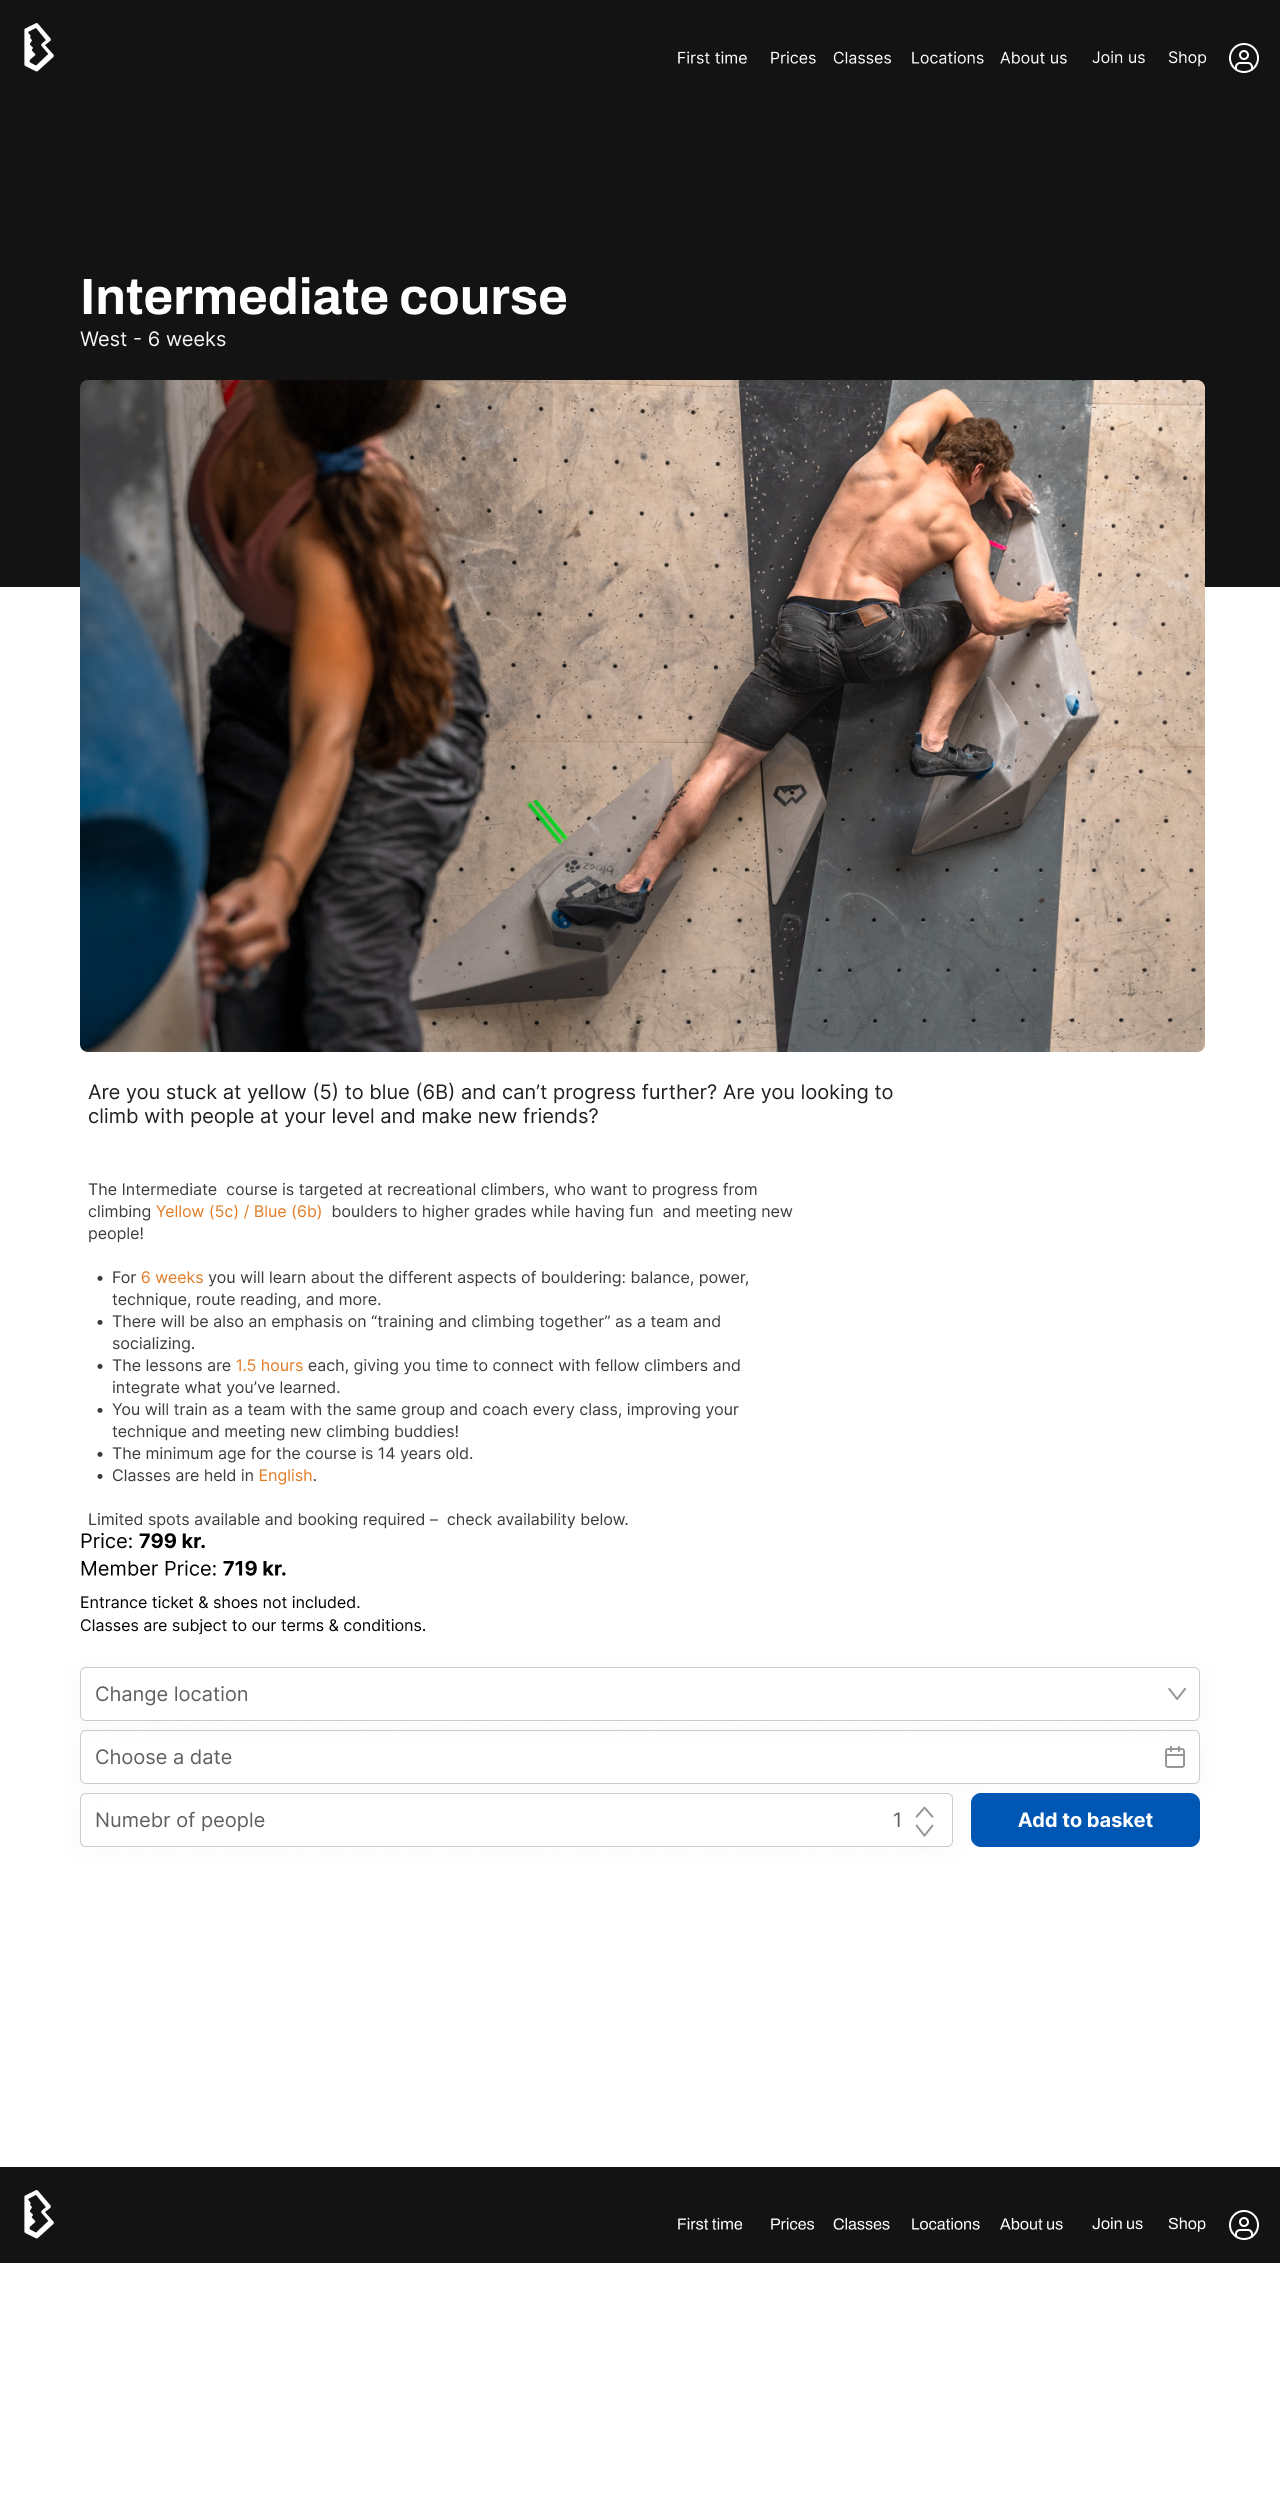 First time Prices Classes Locations About us Join us Shop
Intermediate course
West - 6 weeks
Are you stuck at yellow (5) to blue (6B) and can’t progress further? Are you looking to
climb with people at your level and make new friends?
The Intermediate  course is targeted at recreational climbers, who want to progress from
climbing Yellow (5c) / Blue (6b)  boulders to higher grades while having fun  and meeting new
people!
• For 6 weeks you will learn about the different aspects of bouldering: balance, power,
technique, route reading, and more.
• There will be also an emphasis on “training and climbing together” as a team and
socializing.
• The lessons are 1.5 hours each, giving you time to connect with fellow climbers and
integrate what you’ve learned.
• You will train as a team with the same group and coach every class, improving your
technique and meeting new climbing buddies!
• The minimum age for the course is 14 years old.
• Classes are held in English.
Limited spots available and booking required –  check availability below.
Price: 799 kr.
Member Price: 719 kr.
Entrance ticket & shoes not included.
Classes are subject to our terms & conditions.
Change location
Choose a date
Numebr of people 1
Add to basket
First time Prices Classes Locations About us Join us Shop